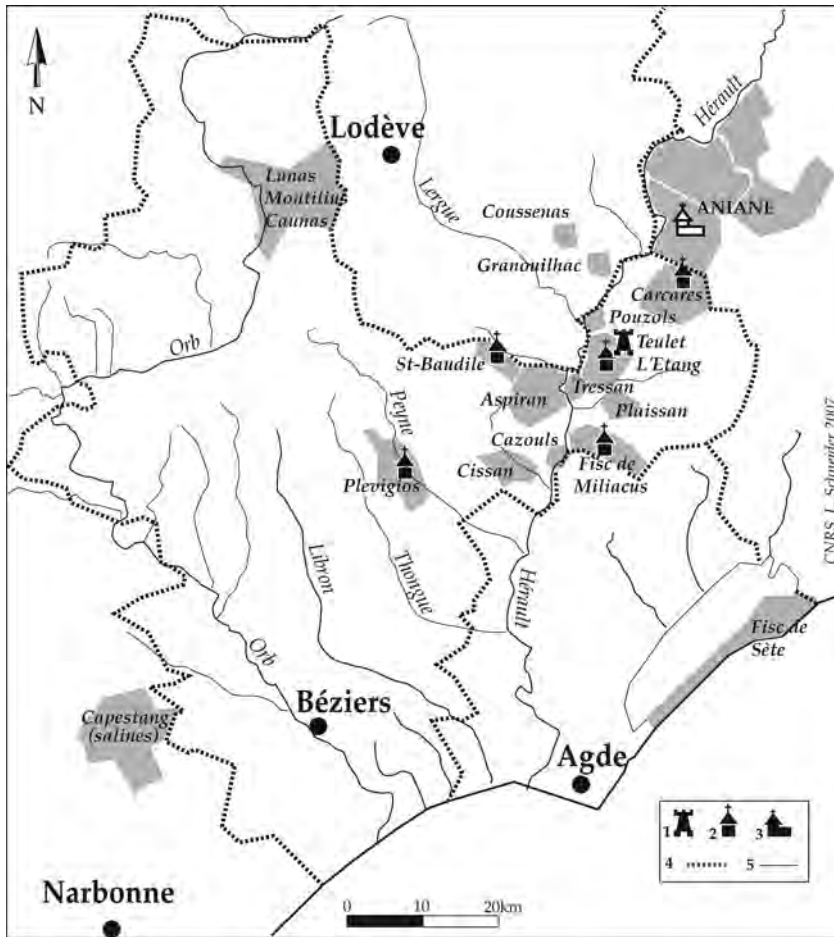 N
Hérault
Lodève
Lunas
Montilius
Caunas
Lergue
ANIANE
Coussenas
Granouilhac
Carcares
Pouzols
Orb
St-Baudile
Teulet
L'Etang
Tressan
Peyne
Aspiran
Plaissan
Cazouls
Plevigios
Cissan
Fisc de
Miliacus
CNRS, L. Schneider 2007
Libron
Thongue
Hérault
Fisc de
Sète
Orb
Capestang
(salines)
Béziers
Agde
1 2 3
4 5
Narbonne
0 10 20km